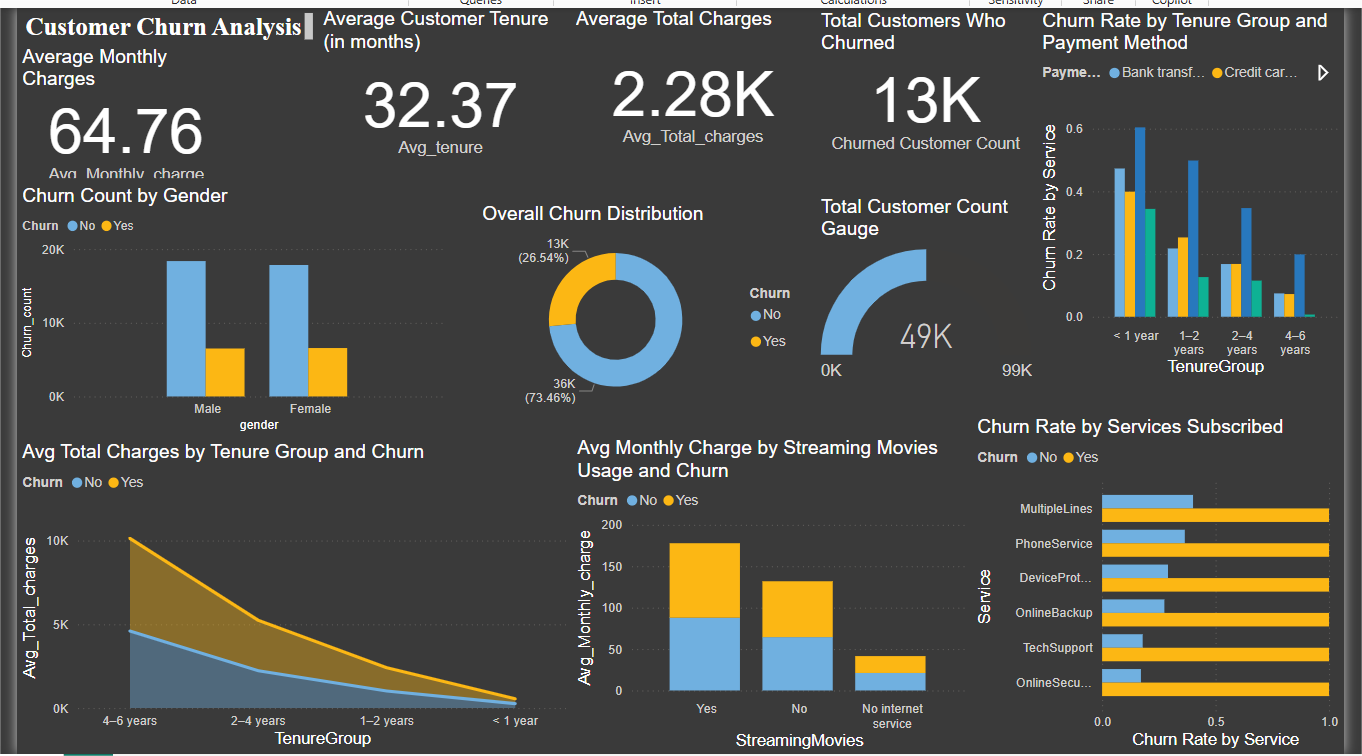 Data
Queries
Insert
Calculations
Sensitivity
Share
Copilot
Customer Churn Analysis
Average Monthly
Charges
64.76
Avg_Monthly_charge
Average Customer Tenure
(in months)
32.37
Avg_tenure
Average Total Charges
2.28K
Avg_Total_charges
Total Customers Who
Churned
13K
Churned Customer Count
Churn Rate by Tenure Group and
Payment Method
Payme... Bank transf... Credit car...
Churn Rate by Service
0.6
0.4
0.2
0.0
< 1 year
1–2
years
2–4
years
4–6
years
TenureGroup
Churn Count by Gender
Churn No Yes
Churn_count
20K
10K
0K
Male
Female
gender
Overall Churn Distribution
13K
(26.54%)
36K
(73.46%)
Churn
No
Yes
Total Customer Count
Gauge
49K
0K
99K
Avg Total Charges by Tenure Group and Churn
Churn No Yes
Avg_Total_charges
10K
5K
0K
4–6 years
2–4 years
1–2 years
< 1 year
TenureGroup
Avg Monthly Charge by Streaming Movies
Usage and Churn
Churn No Yes
Avg_Monthly_charge
200
150
100
50
0
Yes
No
No internet
service
StreamingMovies
Churn Rate by Services Subscribed
Churn No Yes
Service
MultipleLines
PhoneService
DeviceProt...
OnlineBackup
TechSupport
OnlineSecu...
0.0
0.5
1.0
Churn Rate by Service